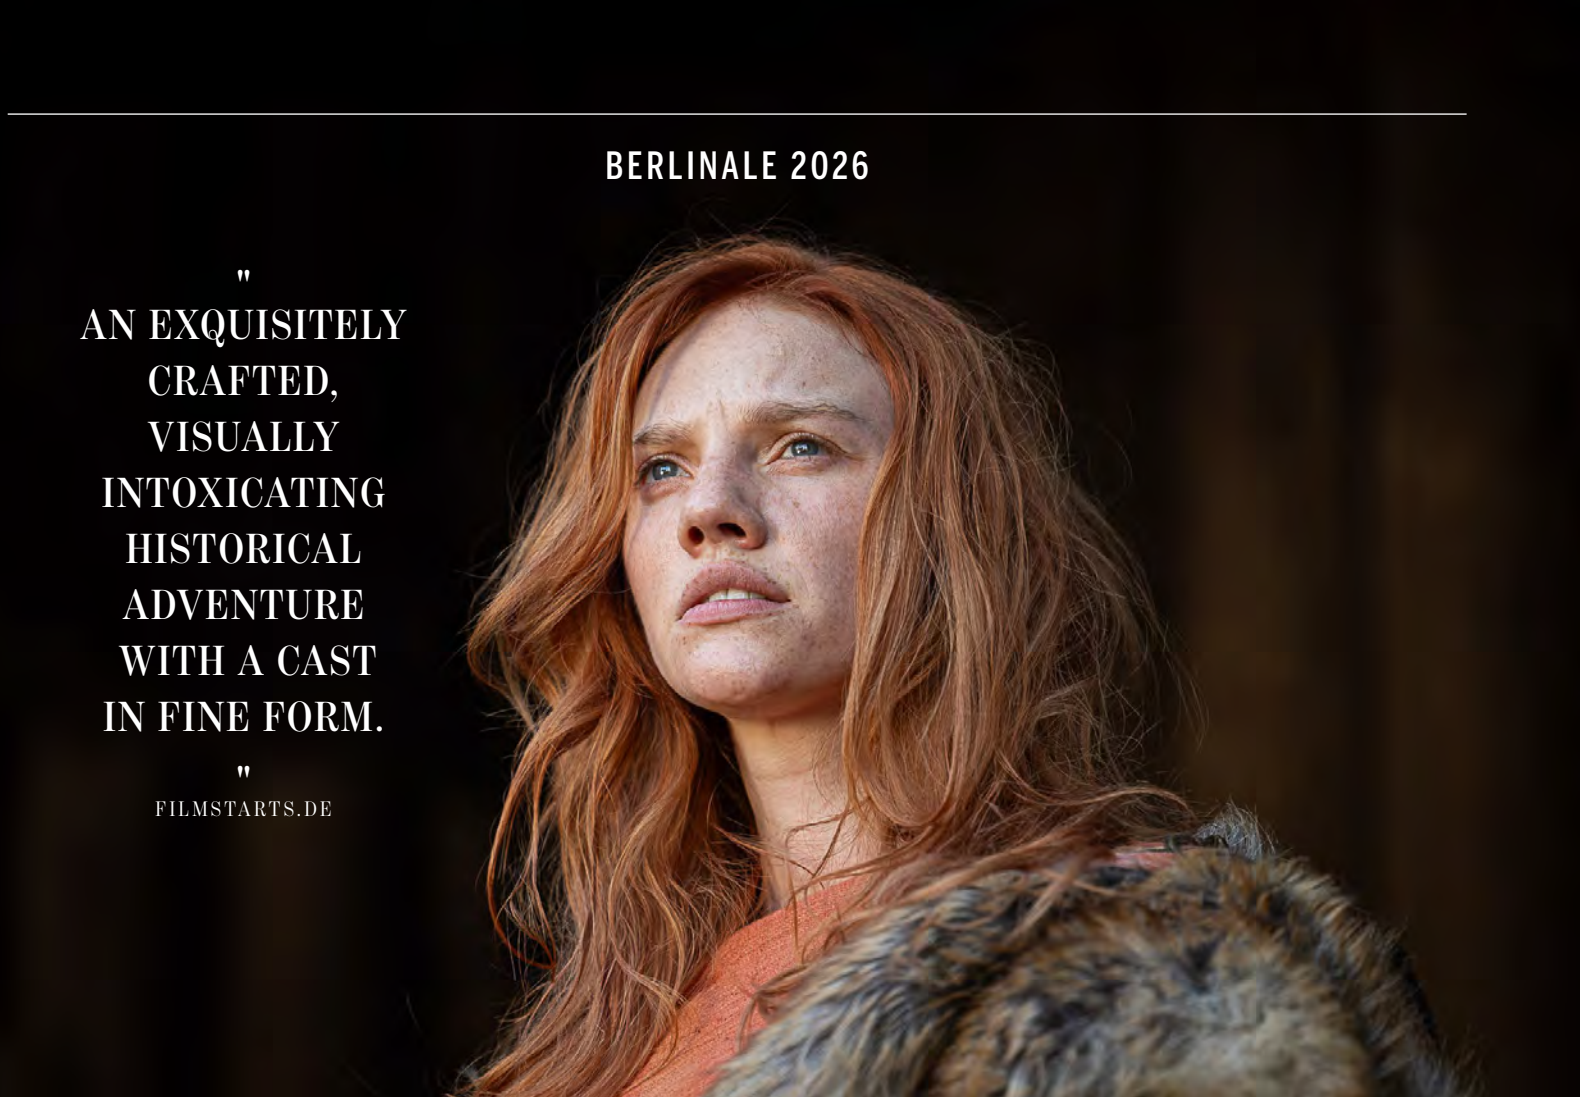 BERLINALE 2026
"
AN EXQUISITELY
CRAFTED,
VISUALLY
INTOXICATING
HISTORICAL
ADVENTURE
WITH A CAST
IN FINE FORM.
"
FILMSTARTS.DE